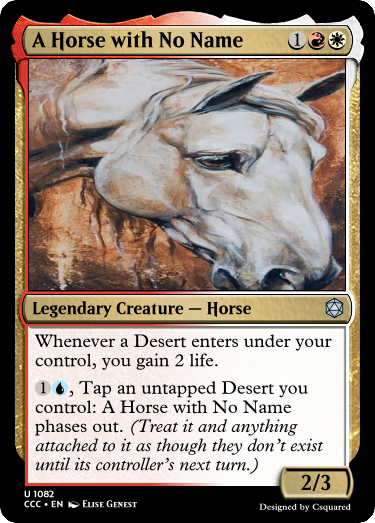 A Horse with No Name 1
Legendary Creature — Horse
Whenever a Desert enters under your
control, you gain 2 life.
1, Tap an untapped Desert you
control: A Horse with No Name
phases out. (Treat it and anything
attached to it as though they don't exist
until its controller's next turn.)
2/3
U 1082
CCC • EN Elise Genest
Designed by Csquared